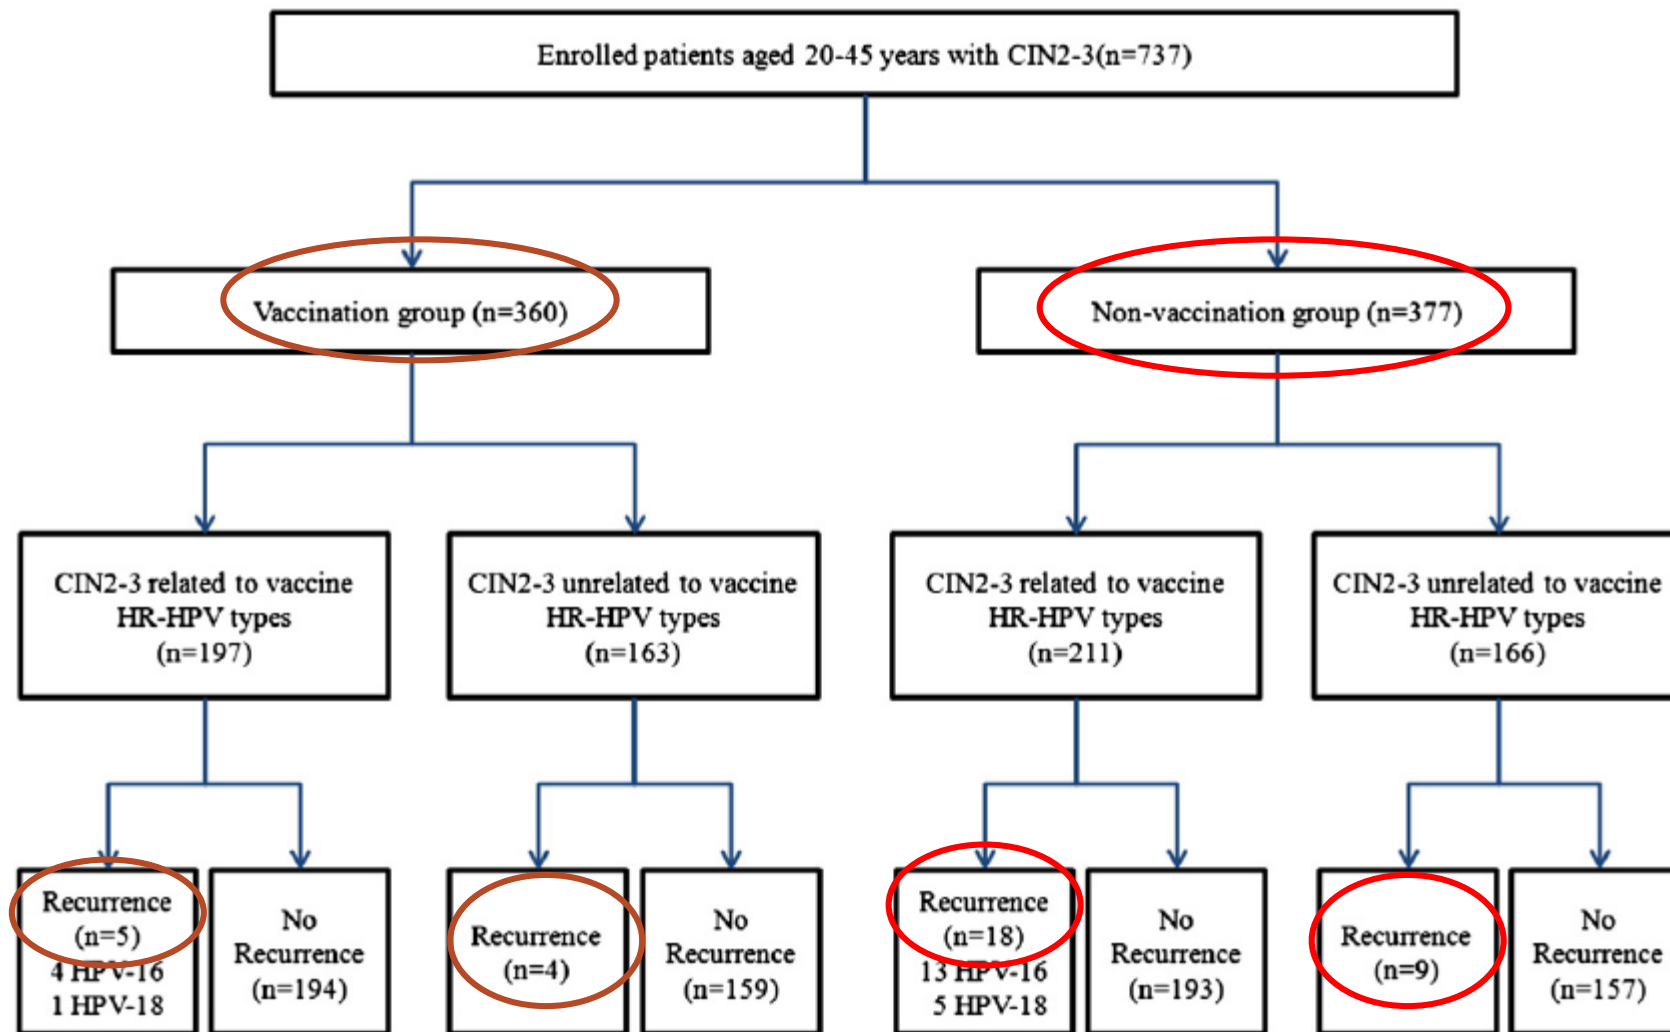 Enrolled patients aged 20-45 years with CIN2-3(n=737)
Vaccination group (n=360)
Non-vaccination group (n=377)
CIN2-3 related to vaccine
HR-HPV types
(n=197)
CIN2-3 unrelated to vaccine
HR-HPV types
(n=163)
CIN2-3 related to vaccine
HR-HPV types
(n=211)
CIN2-3 unrelated to vaccine
HR-HPV types
(n=166)
Recurrence
(n=5)
4 HPV-16
1 HPV-18
No
Recurrence
(n=194)
Recurrence
(n=4)
No
Recurrence
(n=159)
Recurrence
(n=18)
13 HPV-16
5 HPV-18
No
Recurrence
(n=193)
Recurrence
(n=9)
No
Recurrence
(n=157)